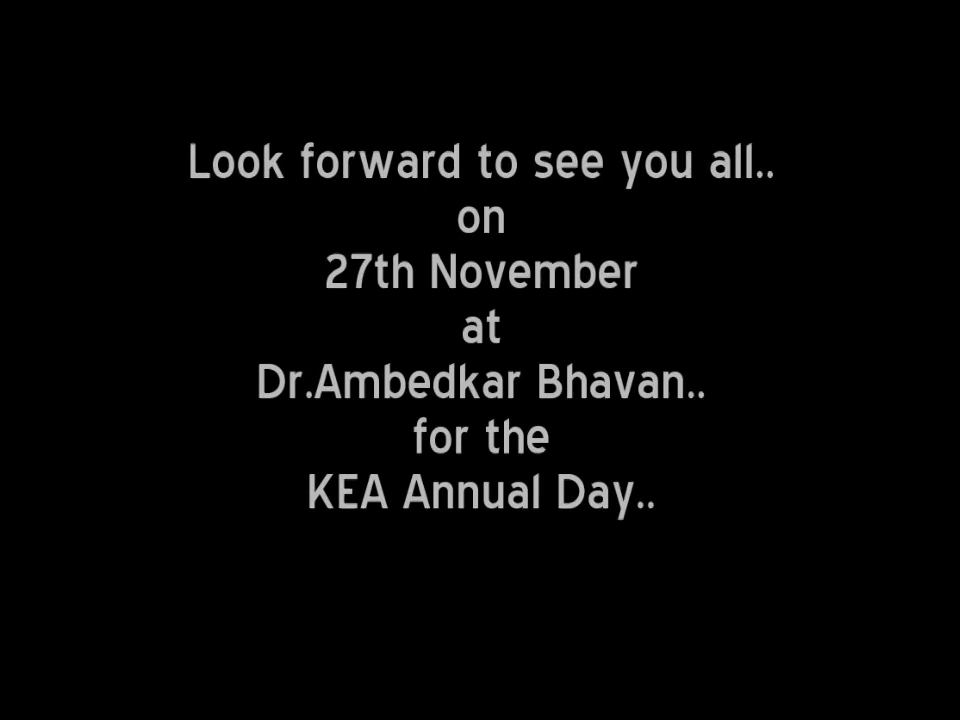 Look forward to see you all..
on
27th November
at
Dr.Ambedkar Bhavan..
for the
KEA Annual Day..